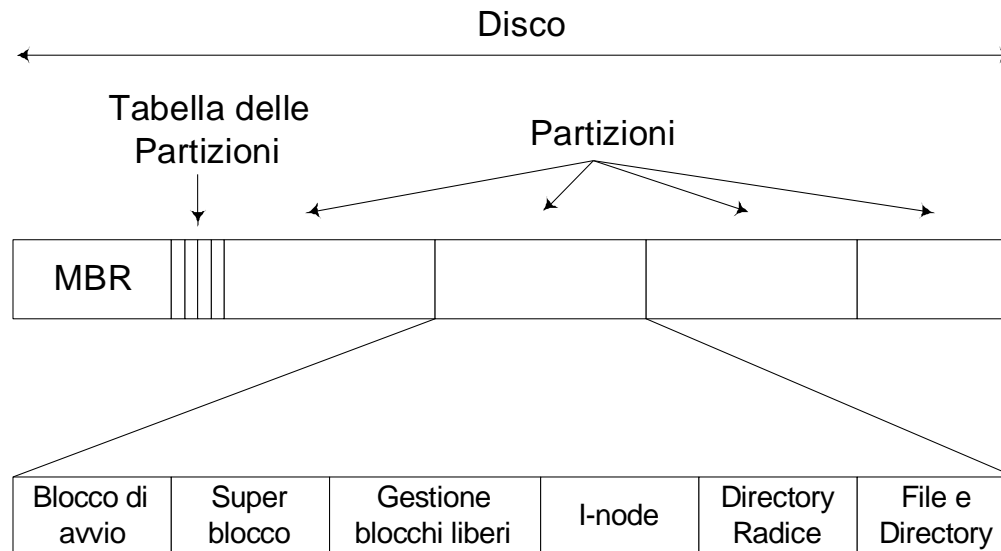 Disco
Tabella delle
Partizioni
Partizioni
MBR
Blocco di
avvio
Super
blocco
Gestione
blocchi liberi
I-node
Directory
Radice
File e
Directory